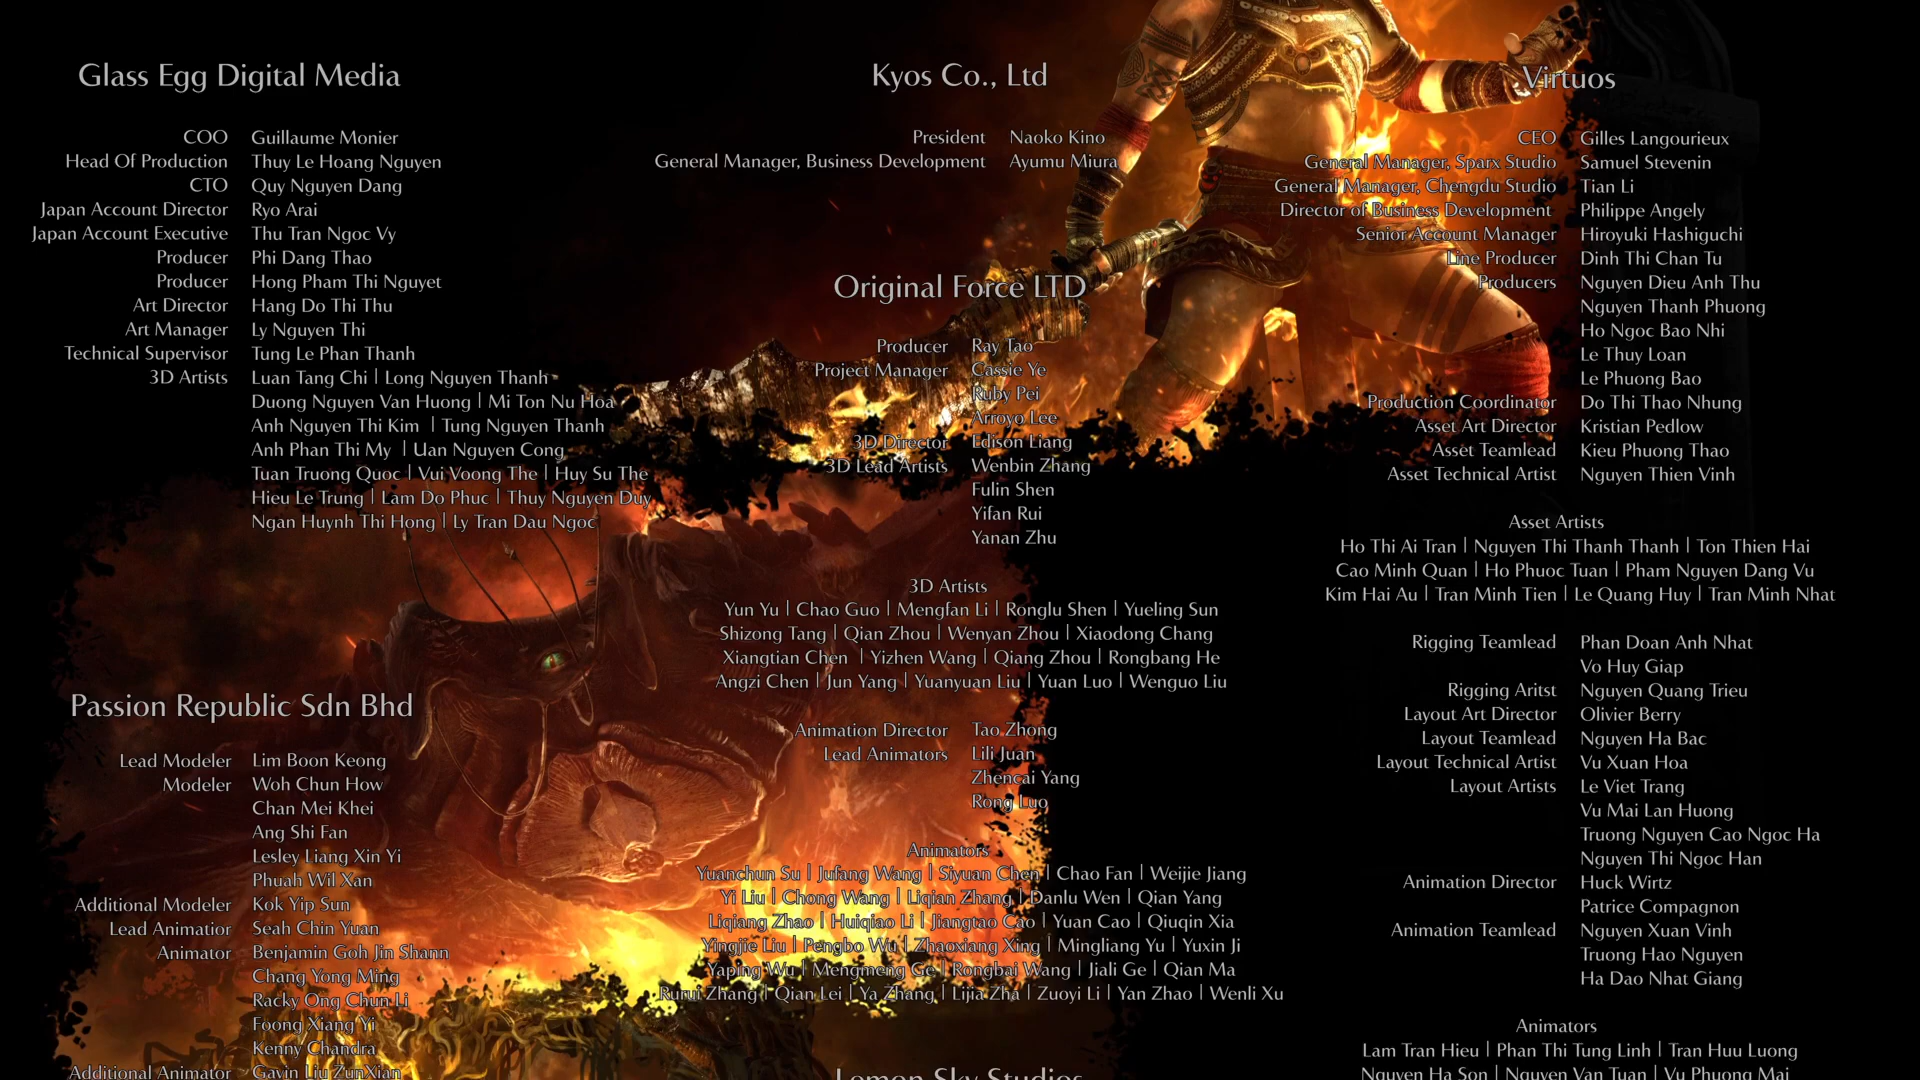 Glass Egg Digital Media
COO Guillaume Monier
Head Of Production Thuy Le Hoang Nguyen
CTO Quy Nguyen Dang
Japan Account Director Ryo Arai
Japan Account Executive Thu Tran Ngoc Vy
Producer Phi Dang Thao
Producer Hong Pham Thi Nguyet
Art Director Hang Do Thi Thu
Art Manager Ly Nguyen Thi
Technical Supervisor Tung Le Phan Thanh
3D Artists Luan Tang Chi | Long Nguyen Thanh
Duong Nguyen Van Huong | Mi Ton Nu Hoa
Anh Nguyen Thi Kim | Tung Nguyen Thanh
Anh Phan Thi My | Uan Nguyen Cong
Tuan Truong Quoc | Vui Voong The | Huy Su The
Hieu Le Trung | Lam Do Phuc | Thuy Nguyen Duy
Ngan Huynh Thi Hong | Ly Tran Dau Ngoc
Passion Republic Sdn Bhd
Lead Modeler Lim Boon Keong
Modeler Woh Chun How
Chan Mei Khei
Ang Shi Fan
Lesley Liang Xin Yi
Phuah Wil Xan
Additional Modeler Kok Yip Sun
Lead Animatior Seah Chin Yuan
Animator Benjamin Goh Jin Shann
Chang Yong Ming
Racky Ong Chun Li
Foong Xiang Yi
Kenny Chandra
Additional Animator Gavin Liu ZunXian
Kyos Co., Ltd
President Naoko Kino
General Manager, Business Development Ayumu Miura
Original Force LTD
Producer Ray Tao
Project Manager Cassie Ye
Ruby Pei
Arroyo Lee
3D Director Edison Liang
3D Lead Artists Wenbin Zhang
Fulin Shen
Yifan Rui
Yanan Zhu
3D Artists
Yun Yu | Chao Guo | Mengfan Li | Ronglu Shen | Yueling Sun
Shizong Tang | Qian Zhou | Wenyan Zhou | Xiaodong Chang
Xiangtian Chen | Yizhen Wang | Qiang Zhou | Rongbang He
Angzi Chen | Jun Yang | Yuanyuan Liu | Yuan Luo | Wenguo Liu
Animation Director Tao Zhong
Lead Animators Lili Juan
Zhencai Yang
Rong Luo
Animators
Yuanchun Su | Jufang Wang | Siyuan Chen | Chao Fan | Weijie Jiang
Yi Liu | Chong Wang | Liqian Zhang | Danlu Wen | Qian Yang
Liqiang Zhao | Huiqiao Li | Jiangtao Cao | Yuan Cao | Qiuqin Xia
Yingjie Liu | Pengbo Wu | Zhaoxiang Xing | Mingliang Yu | Yuxin Ji
Yaping Wu | Mengmeng Ge | Rongbai Wang | Jiali Ge | Qian Ma
Rurui Zhang | Qian Lei | Ya Zhang | Lijia Zha | Zuoyi Li | Yan Zhao | Wenli Xu
Lemon Sky Studios
Virtuos
CEO Gilles Langourieux
General Manager, Sparx Studio Samuel Stevenin
General Manager, Chengdu Studio Tian Li
Director of Business Development Philippe Angely
Senior Account Manager Hiroyuki Hashiguchi
Line Producer Dinh Thi Chan Tu
Producers Nguyen Dieu Anh Thu
Nguyen Thanh Phuong
Ho Ngoc Bao Nhi
Le Thuy Loan
Le Phuong Bao
Production Coordinator Do Thi Thao Nhung
Asset Art Director Kristian Pedlow
Asset Teamlead Kieu Phuong Thao
Asset Technical Artist Nguyen Thien Vinh
Asset Artists
Ho Thi Ai Tran | Nguyen Thi Thanh Thanh | Ton Thien Hai
Cao Minh Quan | Ho Phuoc Tuan | Pham Nguyen Dang Vu
Kim Hai Au | Tran Minh Tien | Le Quang Huy | Tran Minh Nhat
Rigging Teamlead Phan Doan Anh Nhat
Vo Huy Giap
Rigging Aritst Nguyen Quang Trieu
Layout Art Director Olivier Berry
Layout Teamlead Nguyen Ha Bac
Layout Technical Artist Vu Xuan Hoa
Layout Artists Le Viet Trang
Vu Mai Lan Huong
Truong Nguyen Cao Ngoc Ha
Nguyen Thi Ngoc Han
Animation Director Huck Wirtz
Patrice Compagnon
Animation Teamlead Nguyen Xuan Vinh
Truong Hao Nguyen
Ha Dao Nhat Giang
Animators
Lam Tran Hieu | Phan Thi Tung Linh | Tran Huu Luong
Nguyen Ha Son | Nguyen Van Tuan | Vu Phuong Mai